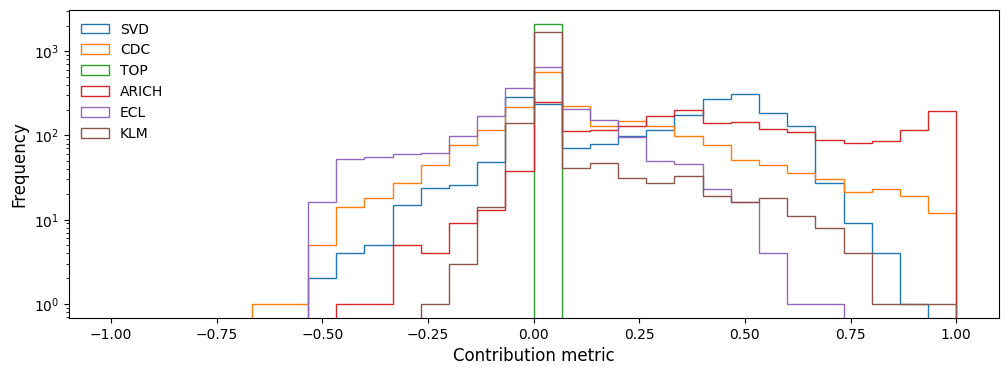 SVD
CDC
TOP
ARICH
ECL
KLM
Frequency
10³
10²
10¹
10⁰
−1.00 −0.75 −0.50 −0.25 0.00 0.25 0.50 0.75 1.00
Contribution metric